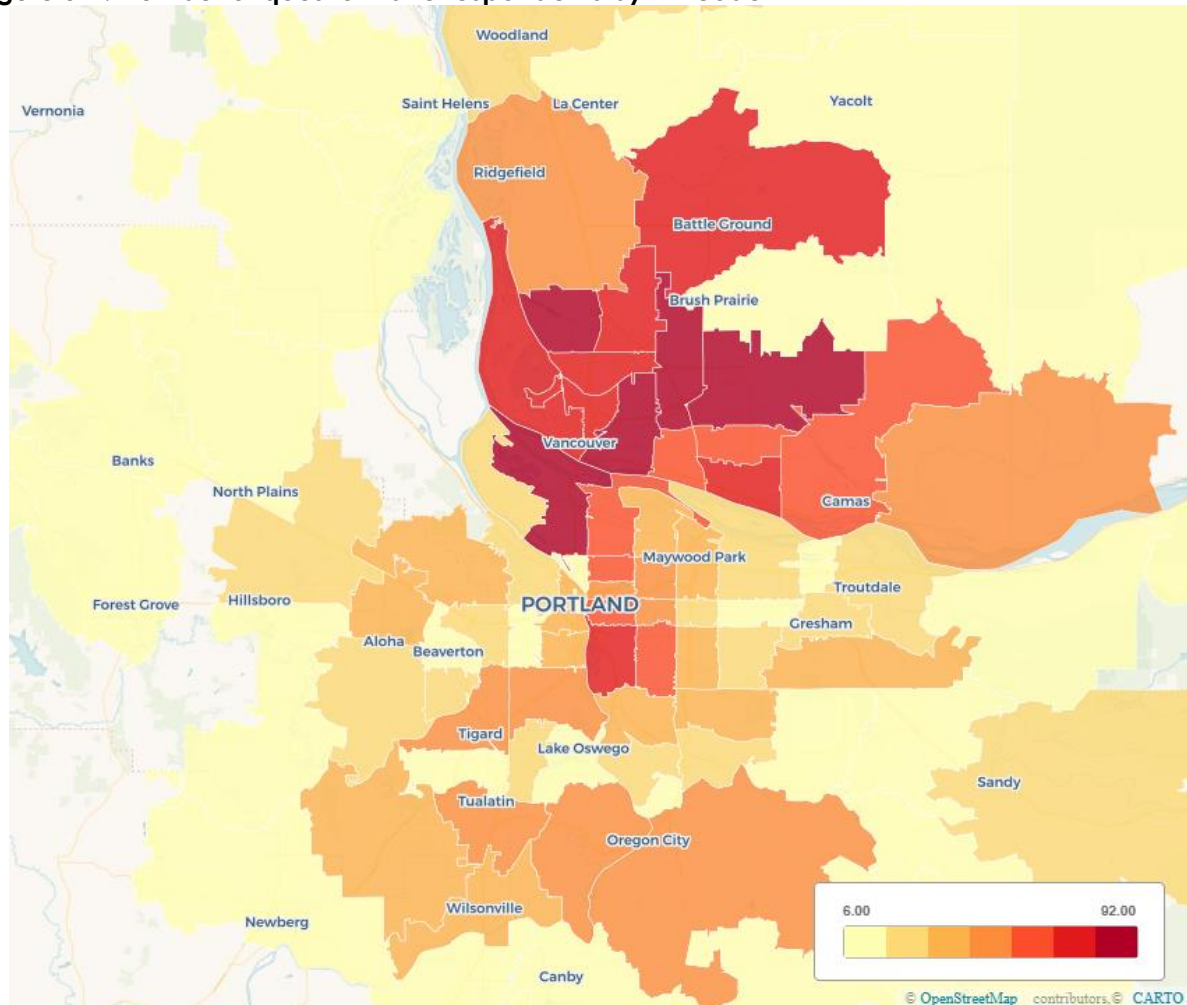 Woodland
Vernonia
Saint Helens
La Center
Yacolt
Ridgefield
Battle Ground
Brush Prairie
Vancouver
Banks
North Plains
Camas
Maywood Park
Troutdale
Forest Grove
Hillsboro
PORTLAND
Gresham
Aloha
Beaverton
Tigard
Lake Oswego
Sandy
Tualatin
Oregon City
Wilsonville
Newberg
Canby
6.00 92.00
© OpenStreetMap contributors,© CARTO